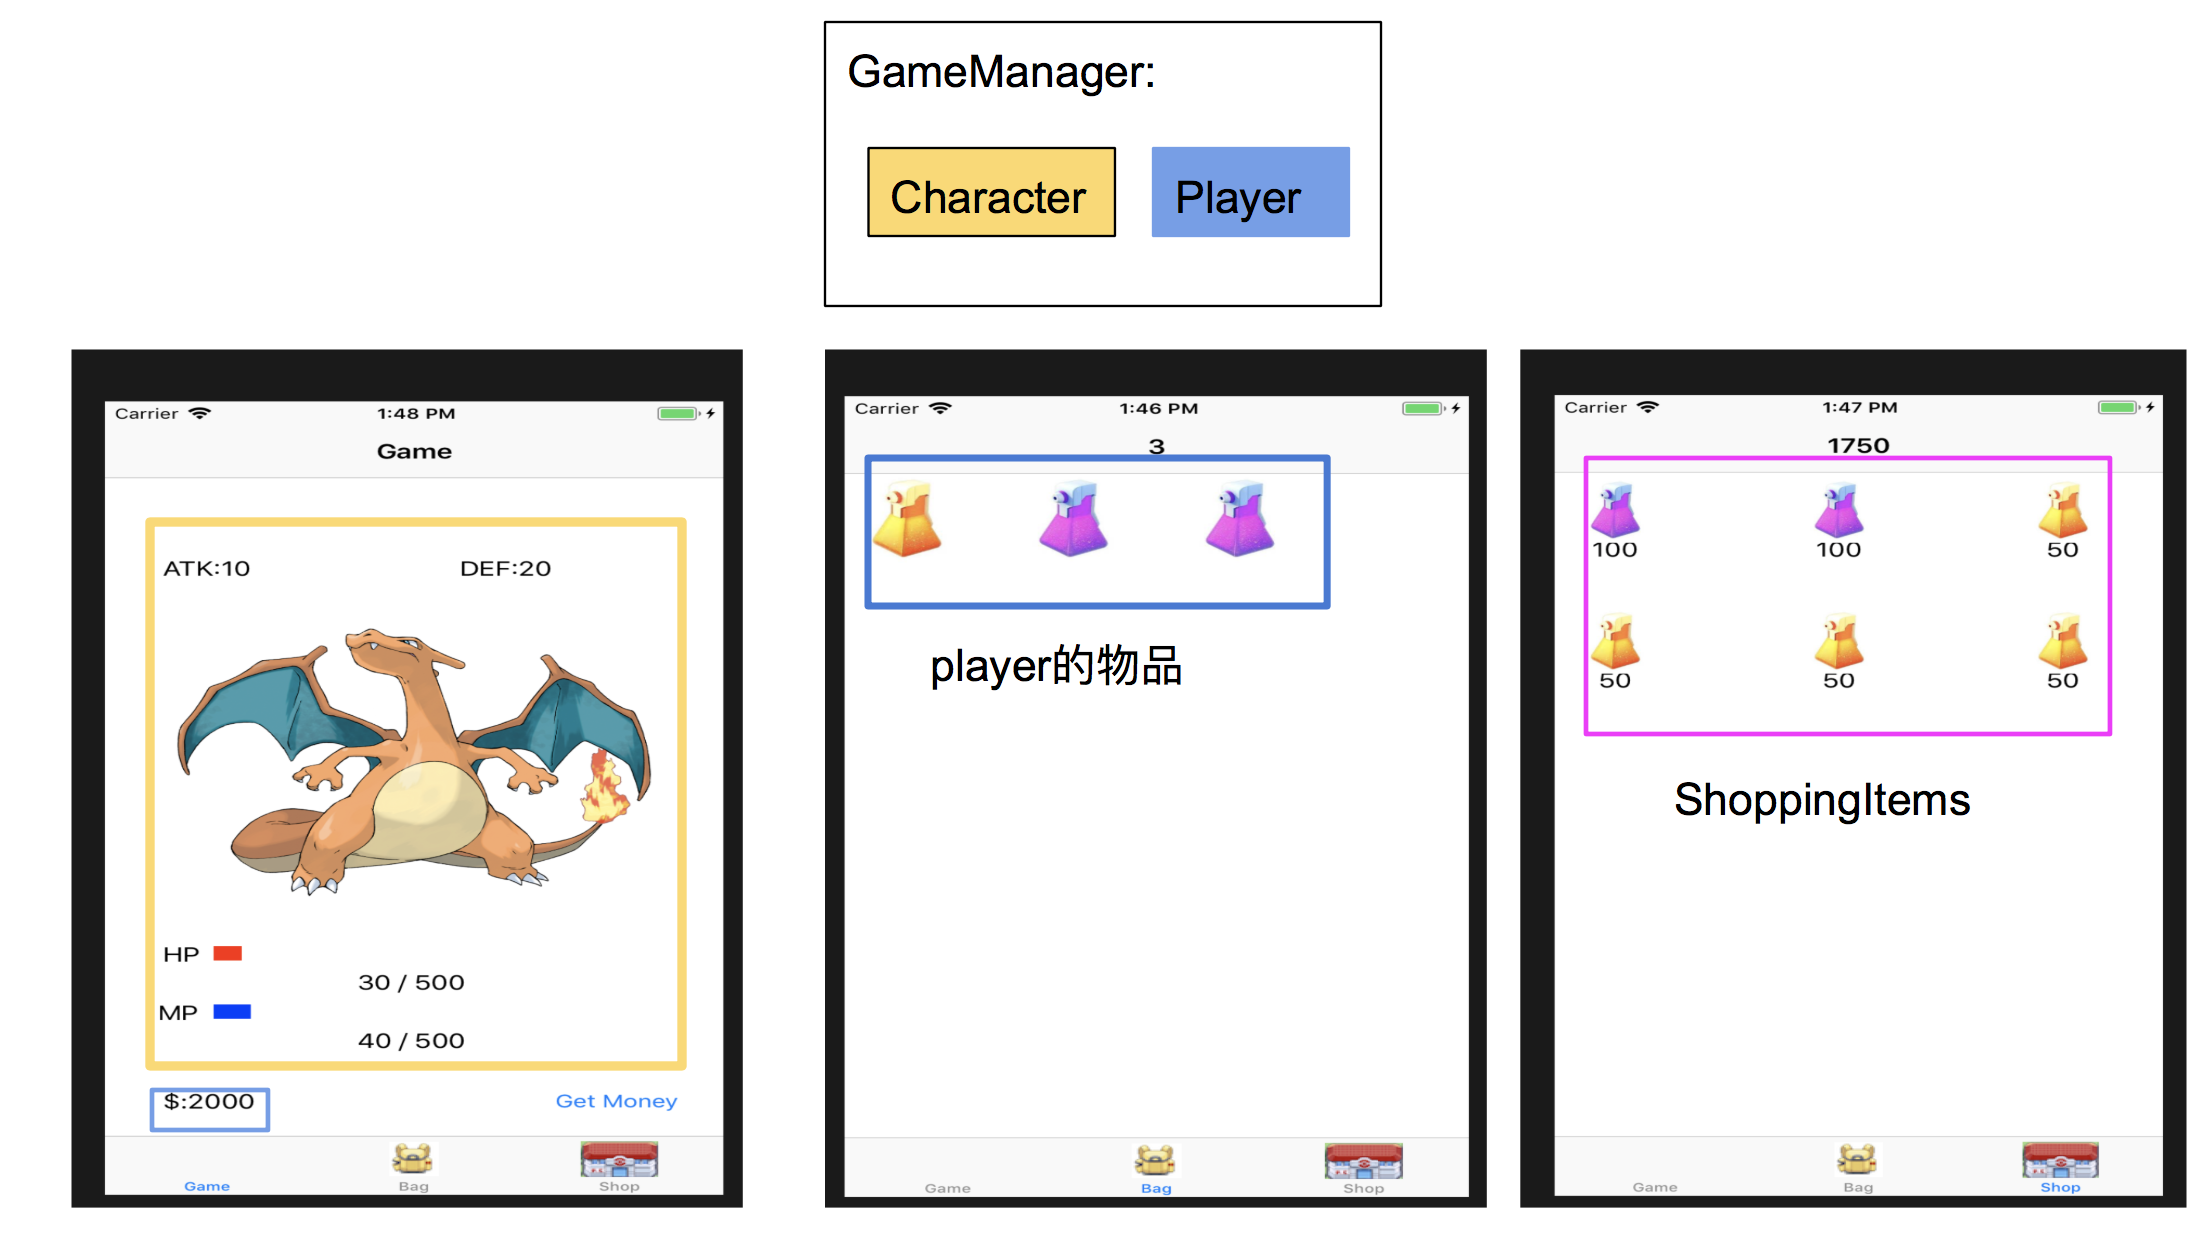 GameManager:
Character
Player
Carrier
1:48 PM
Game
ATK:10
DEF:20
HP
30 / 500
MP
40 / 500
$:2000
Get Money
Game
Bag
Shop
Carrier
1:46 PM
3
player的物品
Game
Bag
Shop
Carrier
1:47 PM
1750
100
100
50
50
50
50
ShoppingItems
Game
Bag
Shop